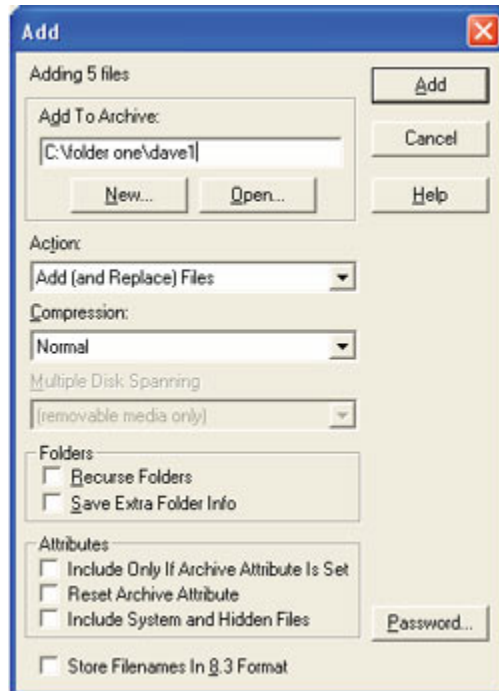 Add
Adding 5 files
Add
Add To Archive:
C:\folder one\dave1
Cancel
New...
Open...
Help
Action:
Add (and Replace) Files
Compression:
Normal
Multiple Disk Spanning
(removable media only)
Folders
Recurse Folders
Save Extra Folder Info
Attributes
Include Only If Archive Attribute Is Set
Reset Archive Attribute
Include System and Hidden Files
Password...
Store Filenames In 8.3 Format